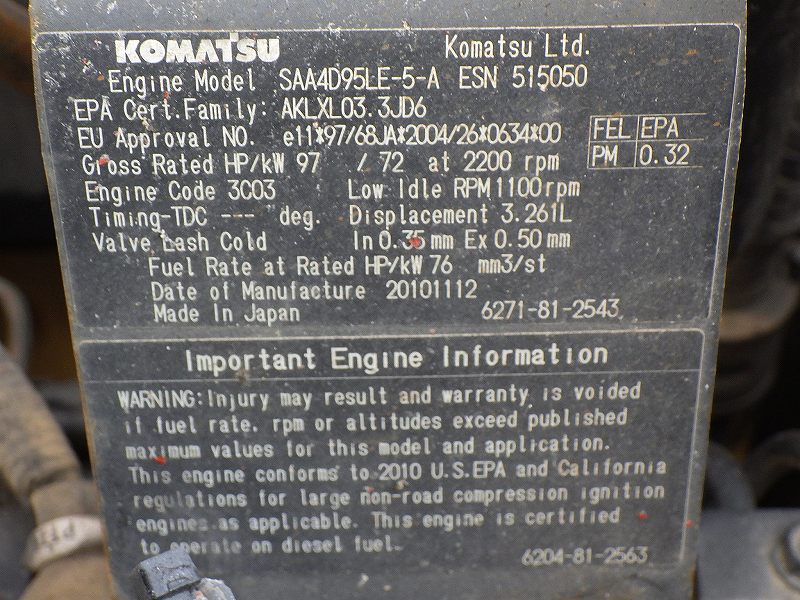 KOMATSU Komatsu Ltd.
Engine Model SAA4D95LE-5-A ESN 515050
EPA Cert.Family: AKLXL03.3JD6
EU Approval NO. e11*97/68JA*2004/26*0634*00 FEL EPA
Gross Rated HP/kW 97 / 72 at 2200 rpm PM 0.32
Engine Code 3C03 Low Idle RPM 1100 rpm
Timing-TDC --- deg. Displacement 3.261L
Valve Lash Cold In 0.35 mm Ex 0.50 mm
Fuel Rate at Rated HP/kW 76 mm3/st
Date of Manufacture 20101112
Made In Japan 6271-81-2543
Important Engine Information
WARNING: Injury may result and warranty is voided
if fuel rate. rpm or altitudes exceed published
maximum values for this model and application.
This engine conforms to 2010 U.S.EPA and California
regulations for large non-road compression ignition
engines as applicable. This engine is certified
to operate on diesel fuel.
6204-81-2563